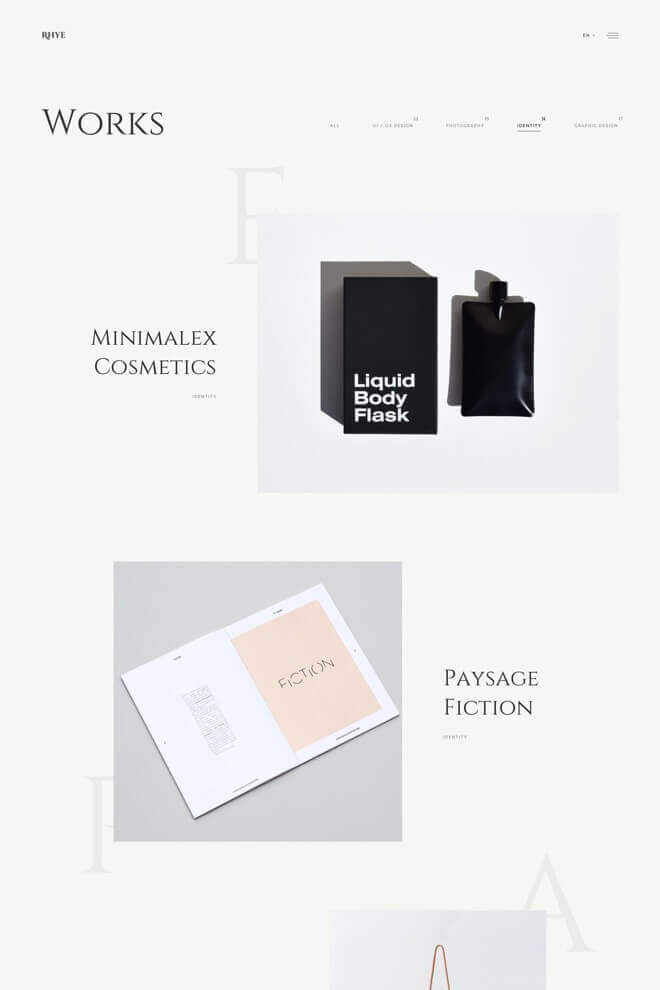 RHYE
EN
WORKS
ALL
UI / UX DESIGN
PHOTOGRAPHY
IDENTITY
GRAPHIC DESIGN
E
MINIMALEX
COSMETICS
IDENTITY
Liquid
Body
Flask
FICTION
PAYSAGE
FICTION
IDENTITY
P
A